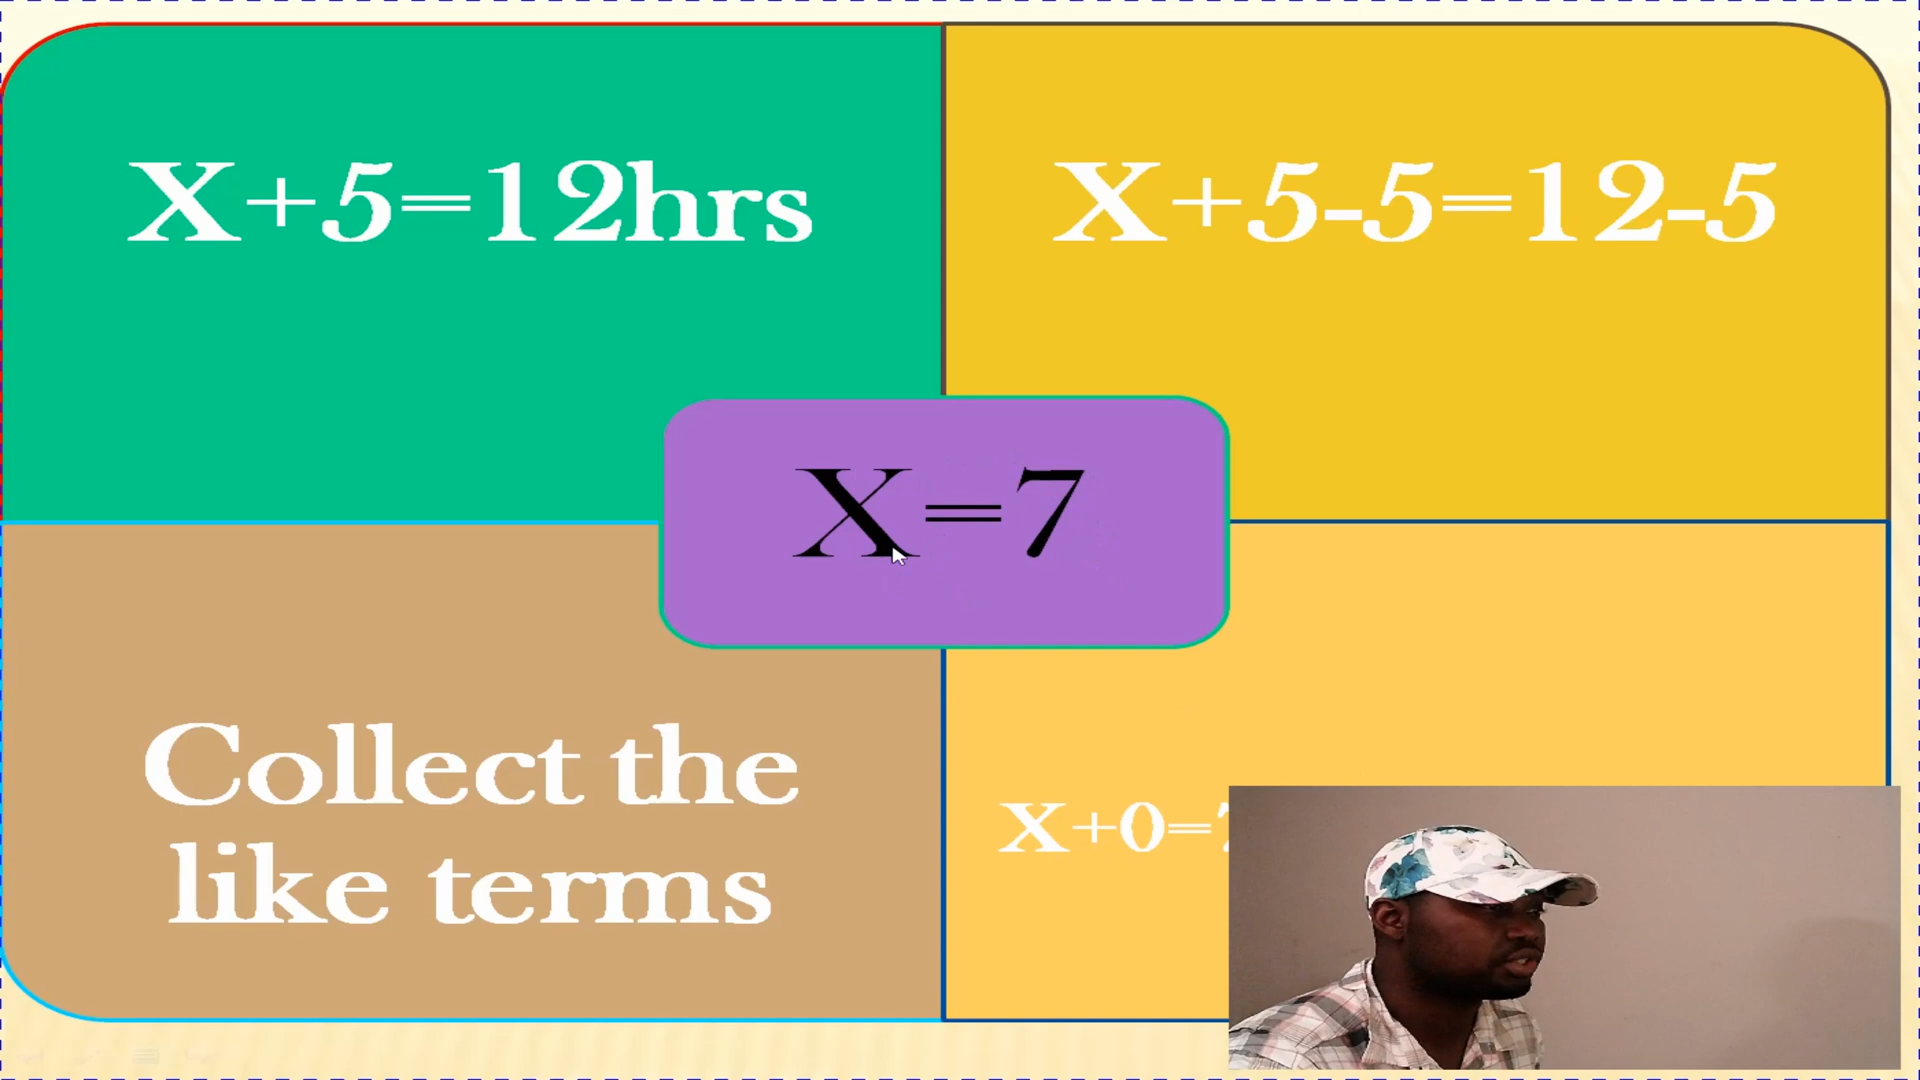 X+5=12hrs
X+5-5=12-5
X=7
Collect the
like terms
X+0=